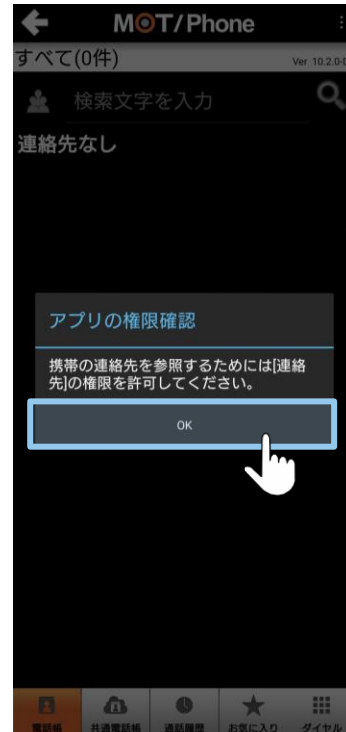 MOT/Phone
すべて(0件)
Ver 10.2.0-0
検索文字を入力
連絡先なし
アプリの権限確認
携帯の連絡先を参照するためには[連絡
先]の権限を許可してください。
OK
電話帳 共通電話帳 通話履歴 お気に入り ダイヤル